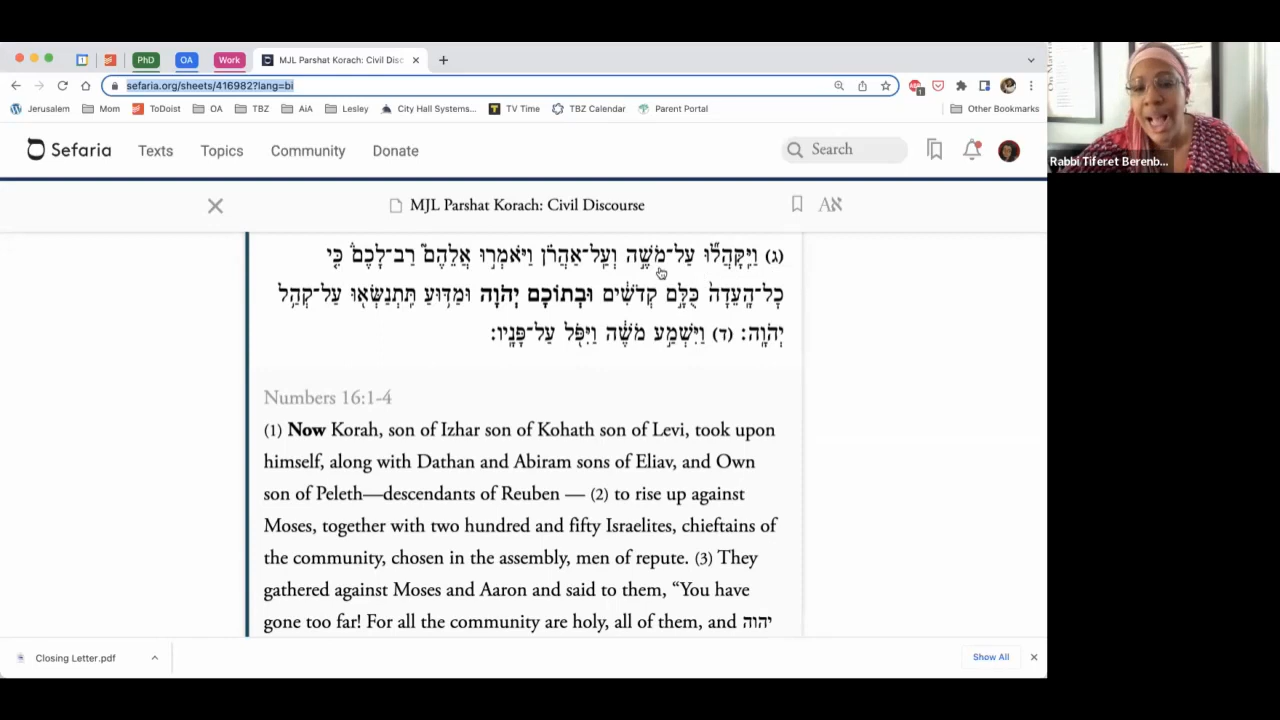 PhD
OA
Work
MJL Parshat Korach: Civil Disc
sefaria.org/sheets/416982?lang=bi
Jerusalem Mom ToDoist OA TBZ AiA Lesley City Hall Systems... TV Time TBZ Calendar Parent Portal Other Bookmarks
Sefaria Texts Topics Community Donate Search
MJL Parshat Korach: Civil Discourse
(ג) וַיִּֽקָּהֲל֞וּ עַל־מֹשֶׁ֣ה וְעַֽל־אַהֲרֹ֗ן וַיֹּאמְר֣וּ אֲלֵהֶם֮ רַב־לָכֶם֒ כִּ֤י
כׇל־הָֽעֵדָה֙ כֻּלָּ֣ם קְדֹשִׁ֔ים וּבְתוֹכָ֖ם יְהֹוָ֑ה וּמַדּ֥וּעַ תִּֽתְנַשְּׂא֖וּ עַל־קְהַ֥ל
יְהֹוָֽה׃ (ד) וַיִּשְׁמַ֣ע מֹשֶׁ֔ה וַיִּפֹּ֖ל עַל־פָּנָֽיו׃
Numbers 16:1-4
(1) Now Korah, son of Izhar son of Kohath son of Levi, took upon
himself, along with Dathan and Abiram sons of Eliav, and Own
son of Peleth—descendants of Reuben — (2) to rise up against
Moses, together with two hundred and fifty Israelites, chieftains of
the community, chosen in the assembly, men of repute. (3) They
gathered against Moses and Aaron and said to them, “You have
gone too far! For all the community are holy, all of them, and יהוה
Closing Letter.pdf
Show All
Rabbi Tiferet Berenb...